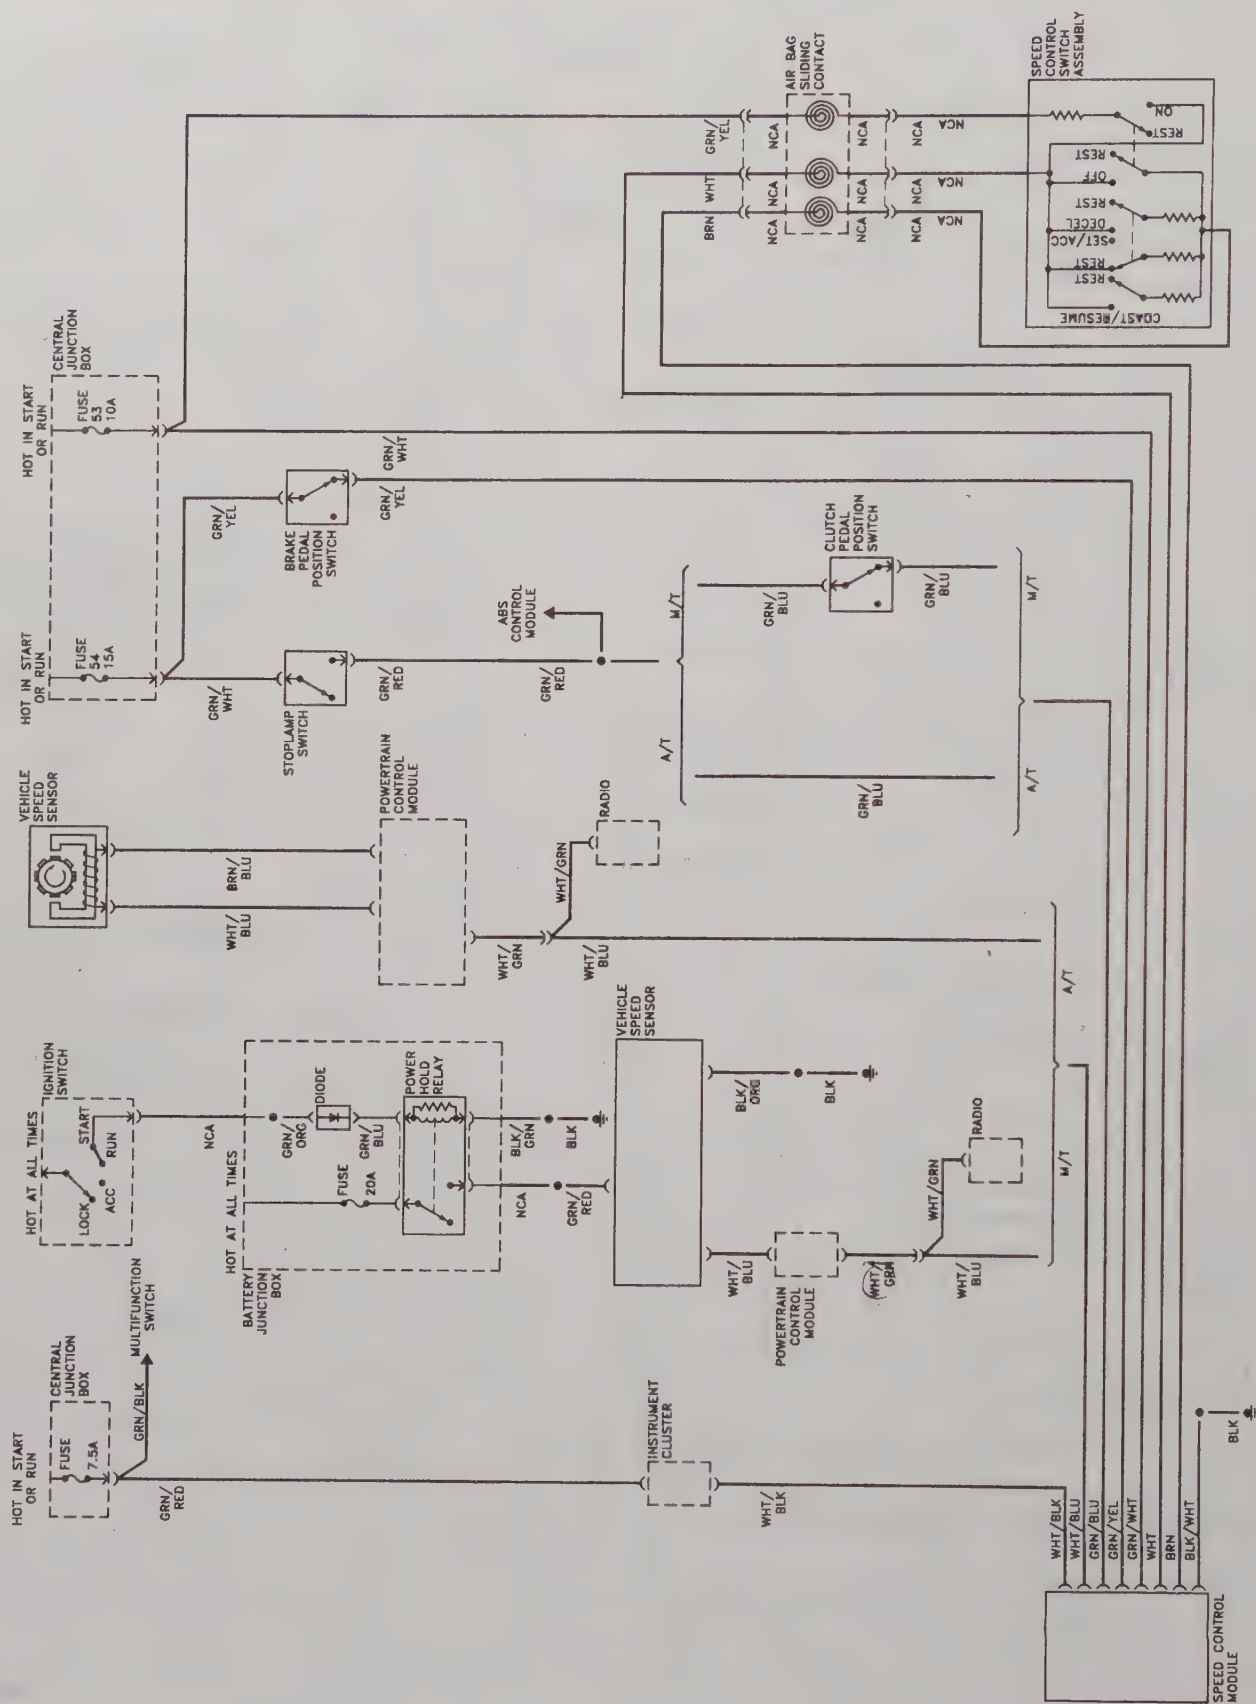 HOT IN START
OR RUN
CENTRAL
JUNCTION
BOX
FUSE
7.5A
GRN/BLK
MULTIFUNCTION
SWITCH
GRN/
RED
INSTRUMENT
CLUSTER
WHT/
BLK
HOT AT ALL TIMES
IGNITION
SWITCH
LOCK
ACC
RUN
START
NCA
HOT AT ALL TIMES
BATTERY
JUNCTION
BOX
GRN/
ORG
DIODE
GRN/
BLU
FUSE
20A
POWER
HOLD
RELAY
NCA
GRN/
RED
BLK/
GRN
BLK
VEHICLE
SPEED
SENSOR
BLK/
ORG
BLK
WHT/
BLU
POWERTRAIN
CONTROL
MODULE
WHT/
GRN
WHT/GRN
RADIO
WHT/
BLU
M/T
A/T
VEHICLE
SPEED
SENSOR
WHT/
BLU
BRN/
BLU
POWERTRAIN
CONTROL
MODULE
WHT/
GRN
WHT/GRN
RADIO
WHT/
BLU
HOT IN START
OR RUN
FUSE
54
15A
HOT IN START
OR RUN
FUSE
53
10A
CENTRAL
JUNCTION
BOX
GRN/
WHT
GRN/
YEL
STOPLAMP
SWITCH
BRAKE
PEDAL
POSITION
SWITCH
GRN/
RED
GRN/
YEL
GRN/
WHT
GRN/
RED
ABS
CONTROL
MODULE
A/T
M/T
GRN/
BLU
GRN/
BLU
CLUTCH
PEDAL
POSITION
SWITCH
GRN/
BLU
A/T
M/T
BRN
WHT
GRN/
YEL
NCA
NCA
NCA
AIR BAG
SLIDING
CONTACT
NCA
NCA
NCA
NCA
NCA
NCA
NCA
NCA
NCA
SPEED
CONTROL
SWITCH
ASSEMBLY
COAST/RESUME
REST
REST
SET/ACC
DECEL
REST
OFF
REST
REST
ON
WHT/BLK
WHT/BLU
GRN/BLU
GRN/YEL
GRN/WHT
WHT
BRN
BLK/WHT
BLK
SPEED CONTROL
MODULE